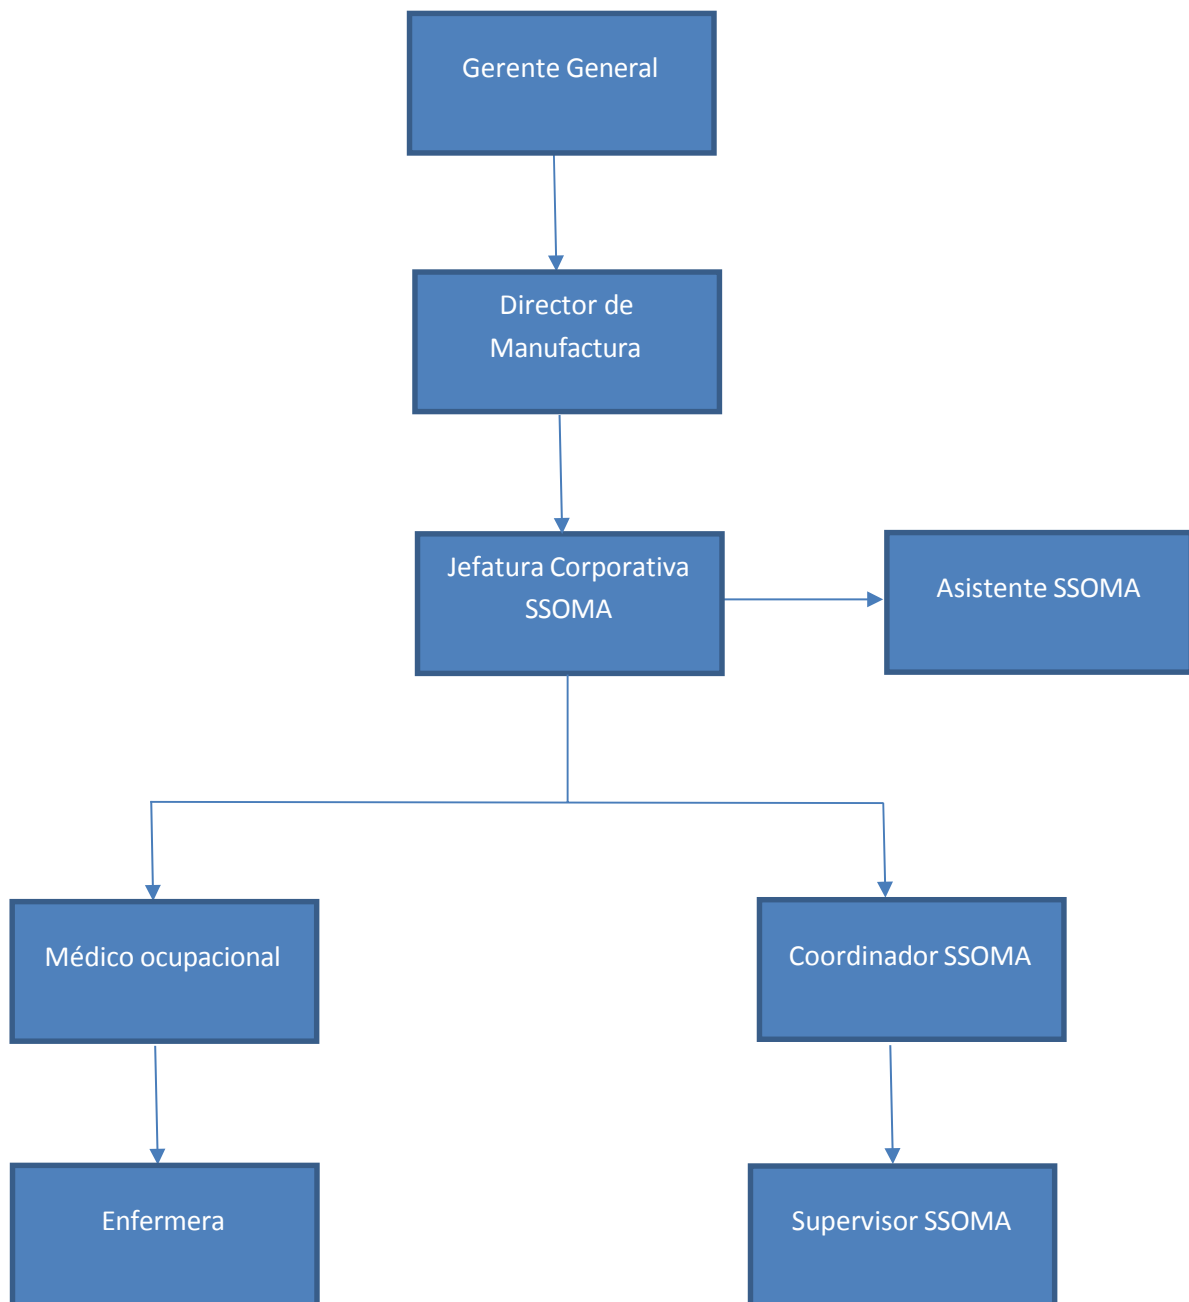 Gerente General
Director de
Manufactura
Jefatura Corporativa
SSOMA
Asistente SSOMA
Médico ocupacional
Coordinador SSOMA
Enfermera
Supervisor SSOMA